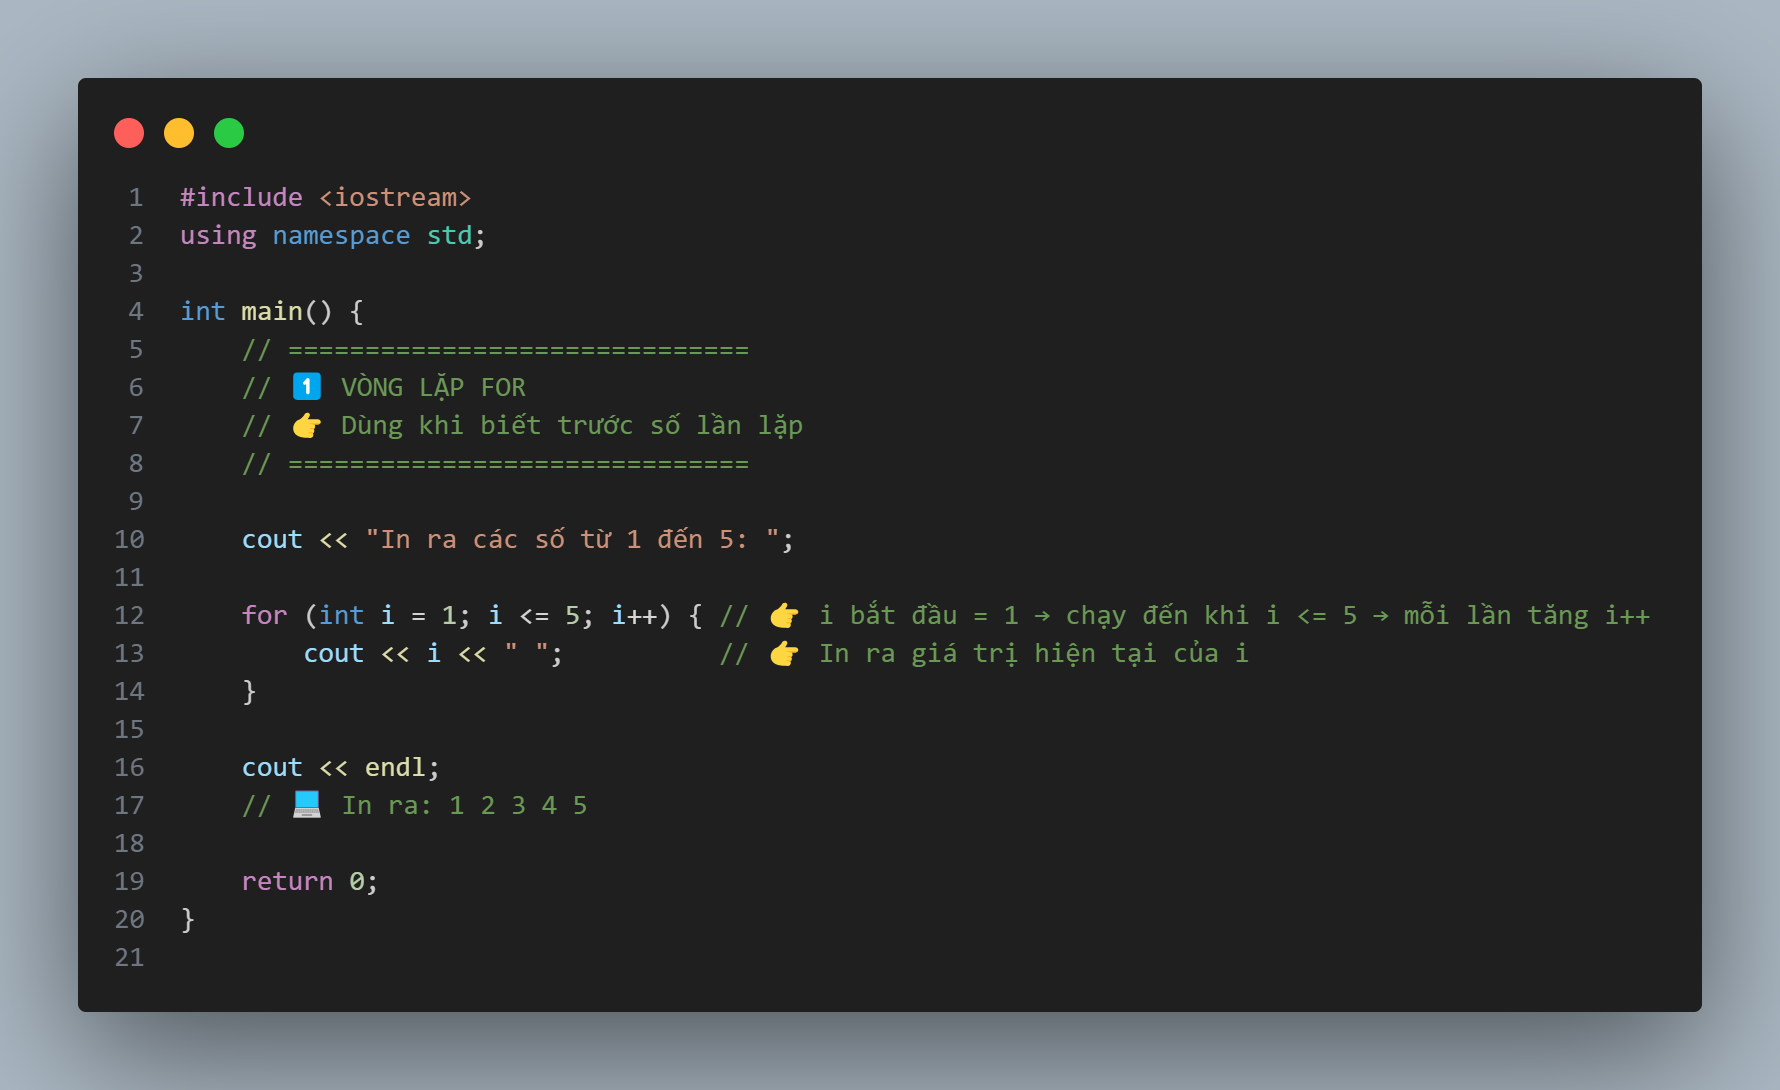 1 #include <iostream>
2 using namespace std;
3
4 int main() {
5     // ==============================
6     // 1️⃣ VÒNG LẶP FOR
7     // 👉 Dùng khi biết trước số lần lặp
8     // ==============================
9
10     cout << "In ra các số từ 1 đến 5: ";
11
12     for (int i = 1; i <= 5; i++) { // 👉 i bắt đầu = 1 → chạy đến khi i <= 5 → mỗi lần tăng i++
13         cout << i << " ";          // 👉 In ra giá trị hiện tại của i
14     }
15
16     cout << endl;
17     // 💻 In ra: 1 2 3 4 5
18
19     return 0;
20 }
21